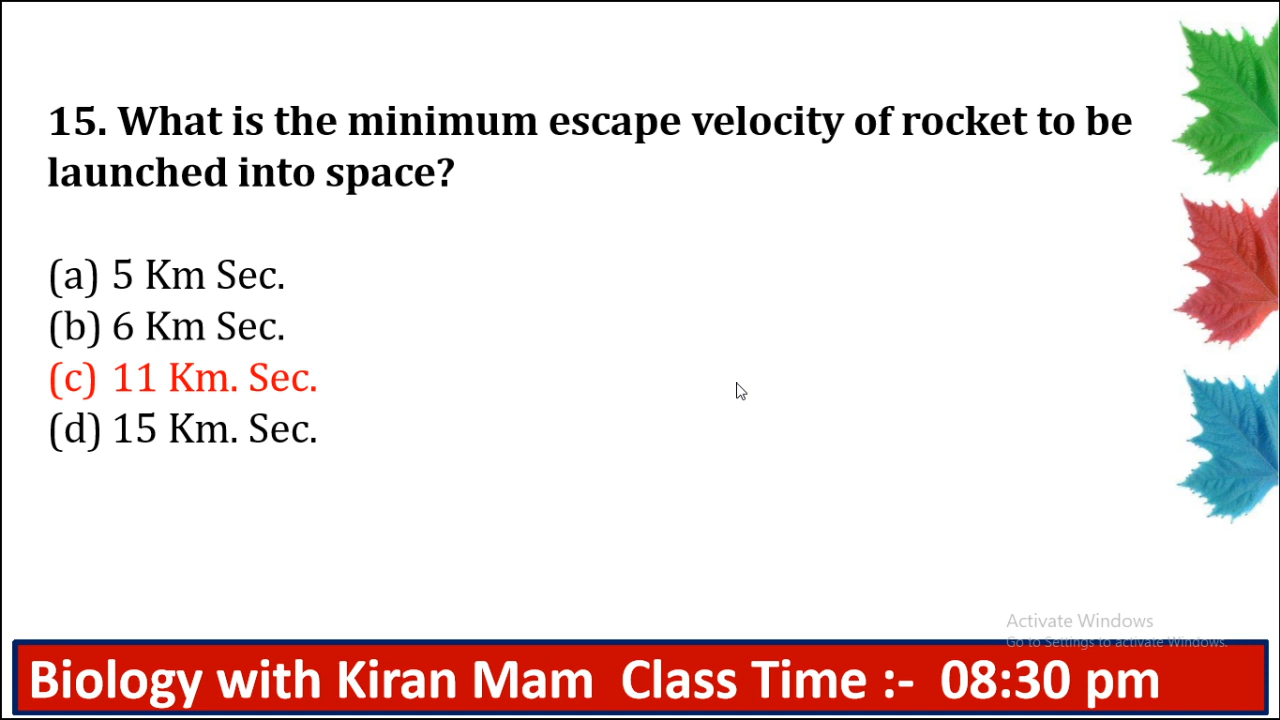 15. What is the minimum escape velocity of rocket to be
launched into space?
(a) 5 Km Sec.
(b) 6 Km Sec.
(c) 11 Km. Sec.
(d) 15 Km. Sec.
Activate Windows
Go to Settings to activate Windows.
Biology with Kiran Mam Class Time :- 08:30 pm